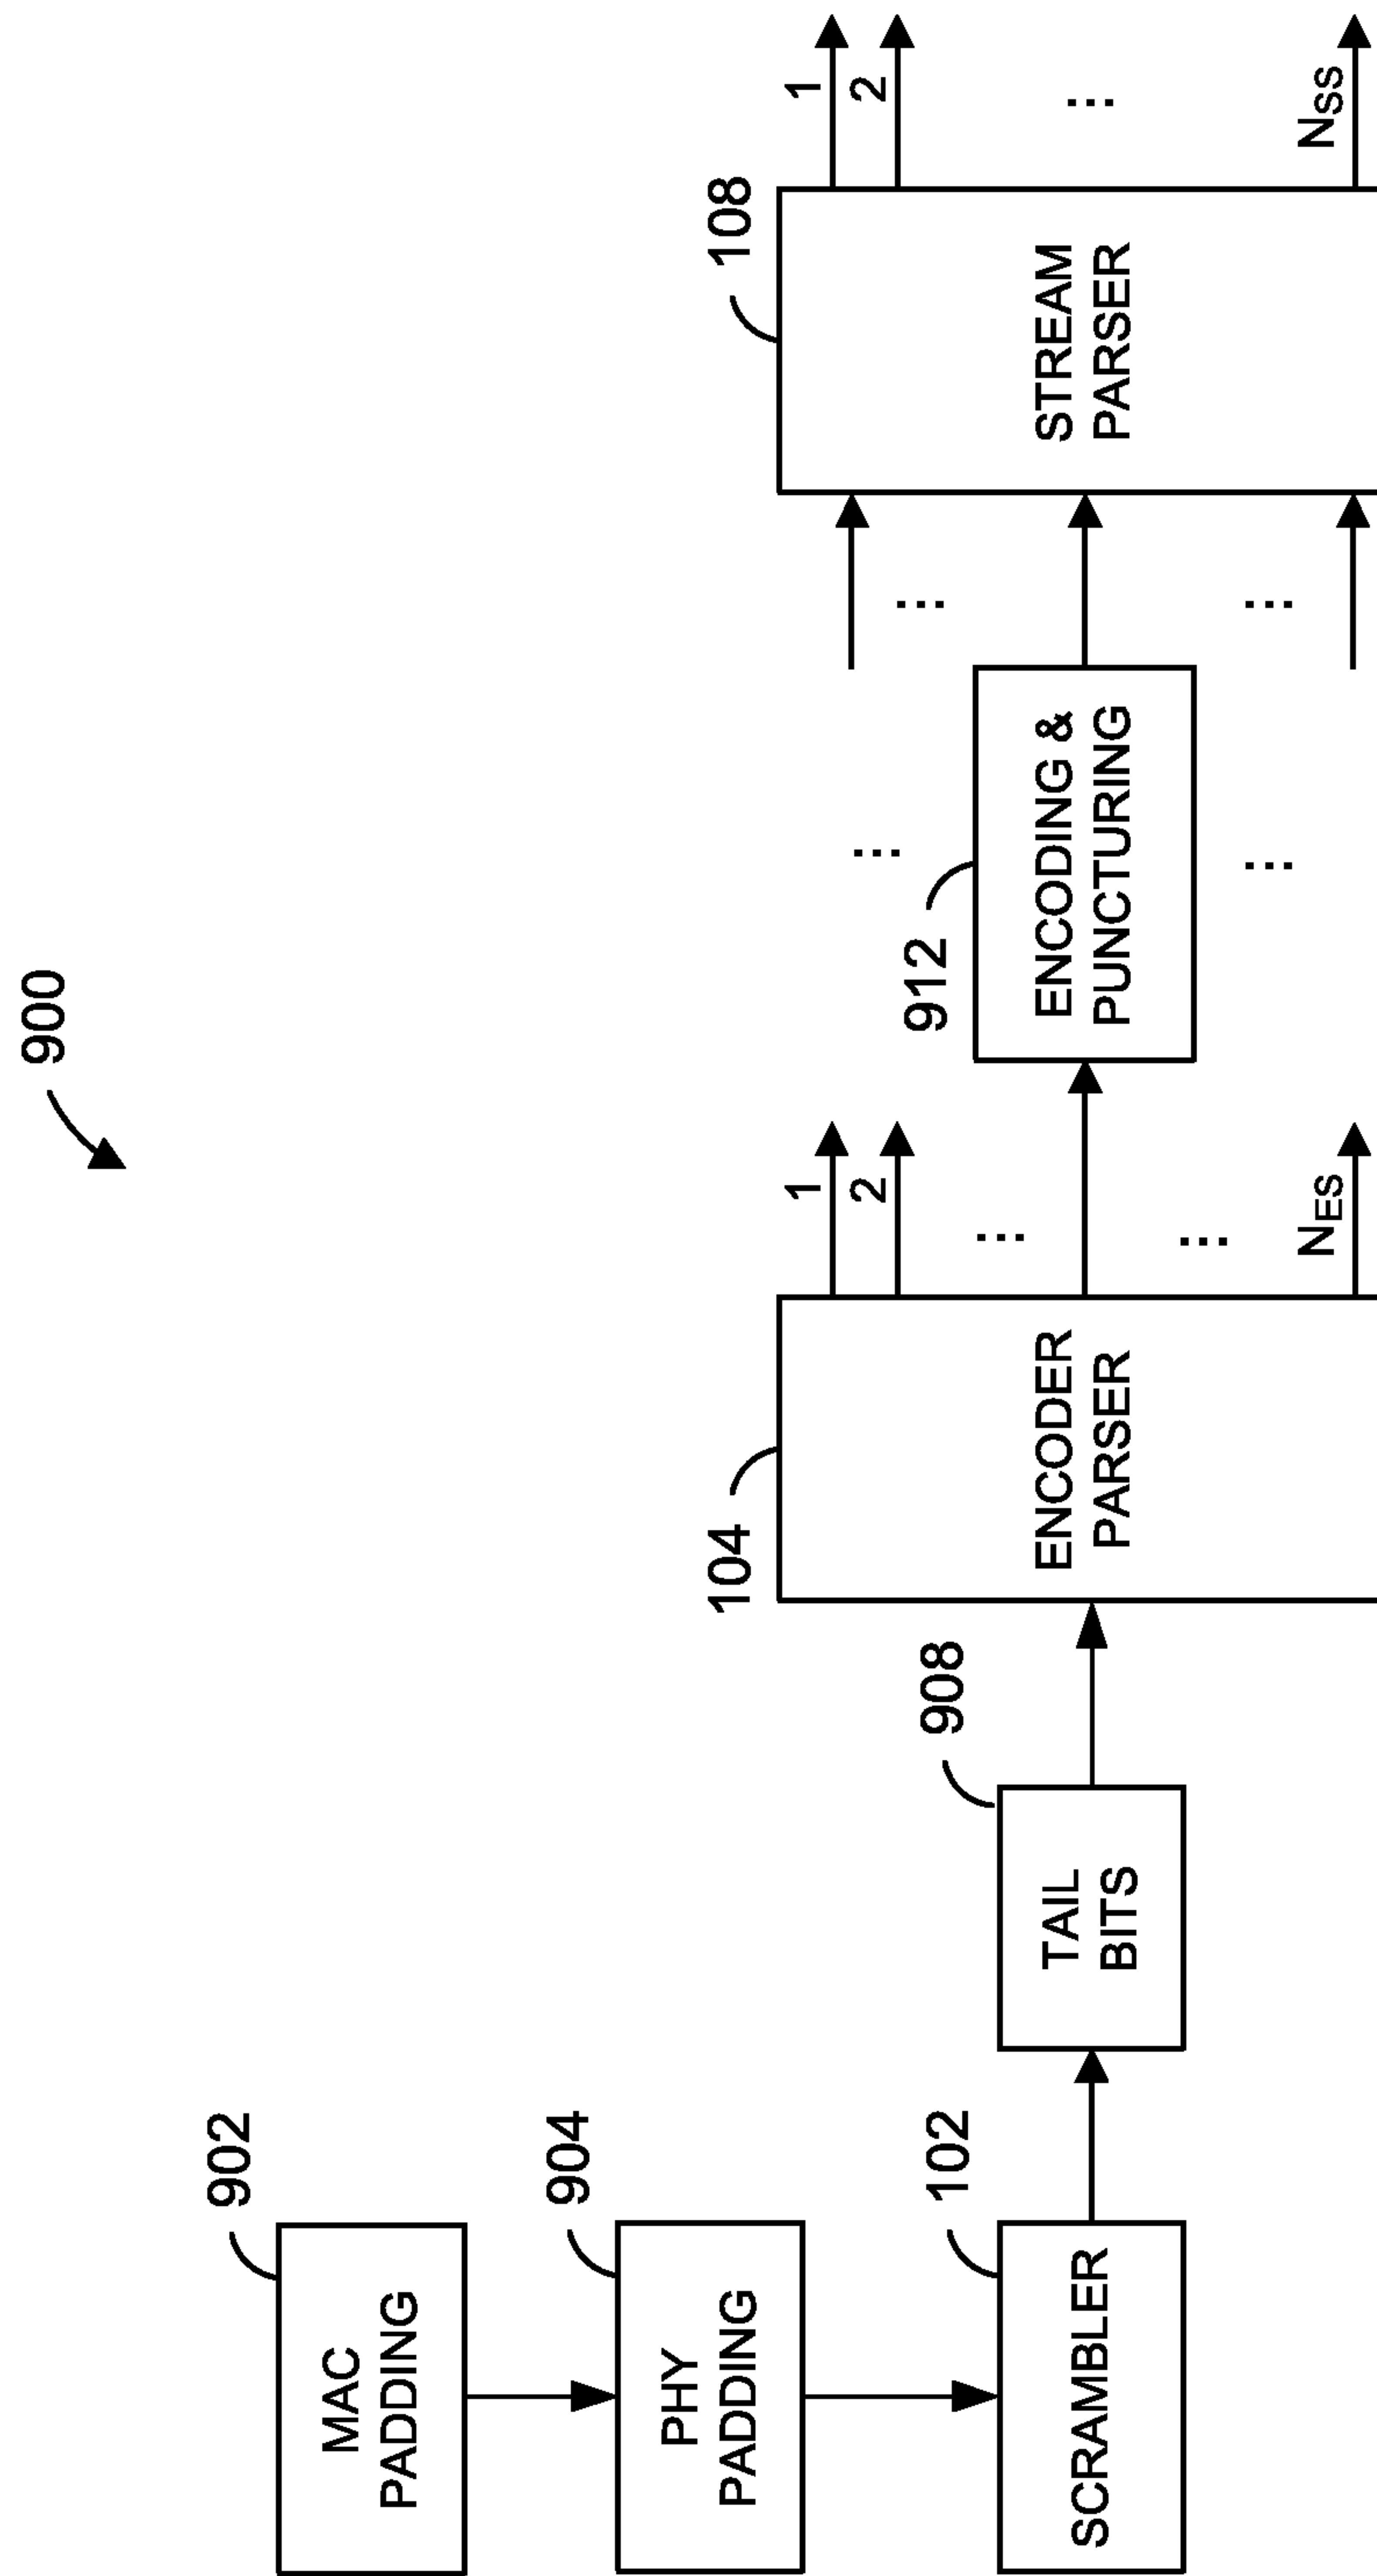 900
902
MAC
PADDING
904
PHY
PADDING
102
SCRAMBLER
908
TAIL
BITS
104
ENCODER
PARSER
1
2
...
...
NES
912
ENCODING &
PUNCTURING
...
...
...
...
108
STREAM
PARSER
1
2
...
NSS